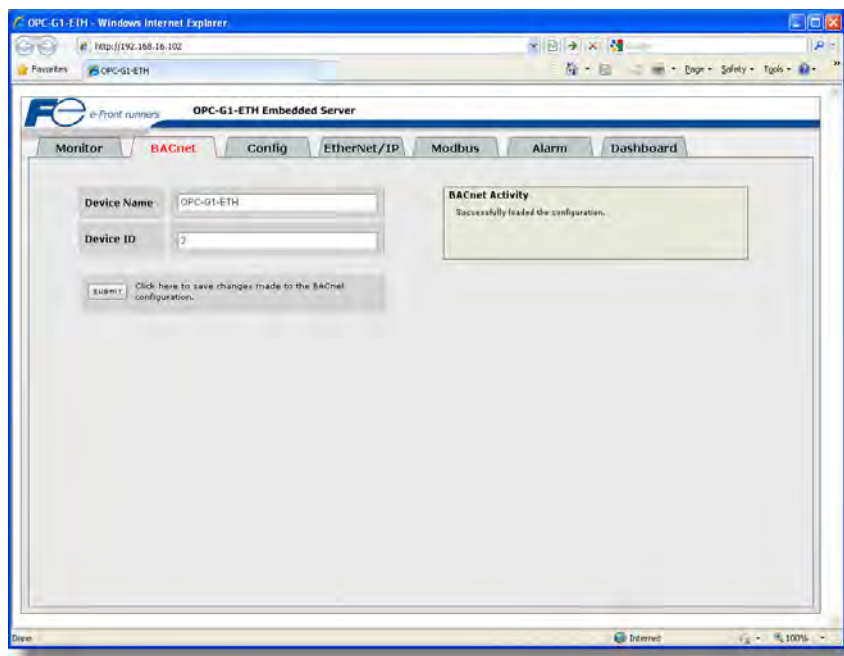 OPC-G1-ETH - Windows Internet Explorer
http://192.168.16.102
Favorites OPC-G1-ETH Page Safety Tools
Fe e-Front runners OPC-G1-ETH Embedded Server
Monitor BACnet Config EtherNet/IP Modbus Alarm Dashboard
Device Name OPC-G1-ETH
Device ID 2
SUBMIT Click here to save changes made to the BACnet
configuration.
BACnet Activity
Successfully loaded the configuration.
Done Internet 100%